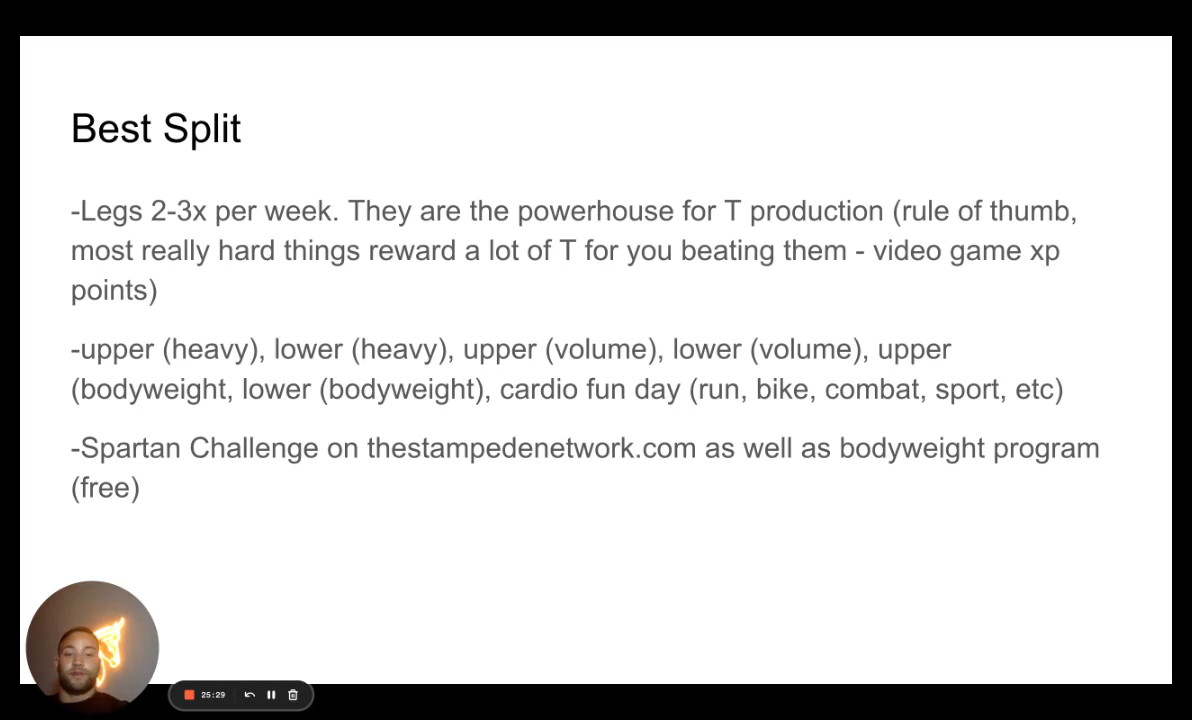 Best Split
-Legs 2-3x per week. They are the powerhouse for T production (rule of thumb,
most really hard things reward a lot of T for you beating them - video game xp
points)
-upper (heavy), lower (heavy), upper (volume), lower (volume), upper
(bodyweight, lower (bodyweight), cardio fun day (run, bike, combat, sport, etc)
-Spartan Challenge on thestampedenetwork.com as well as bodyweight program
(free)
25:29